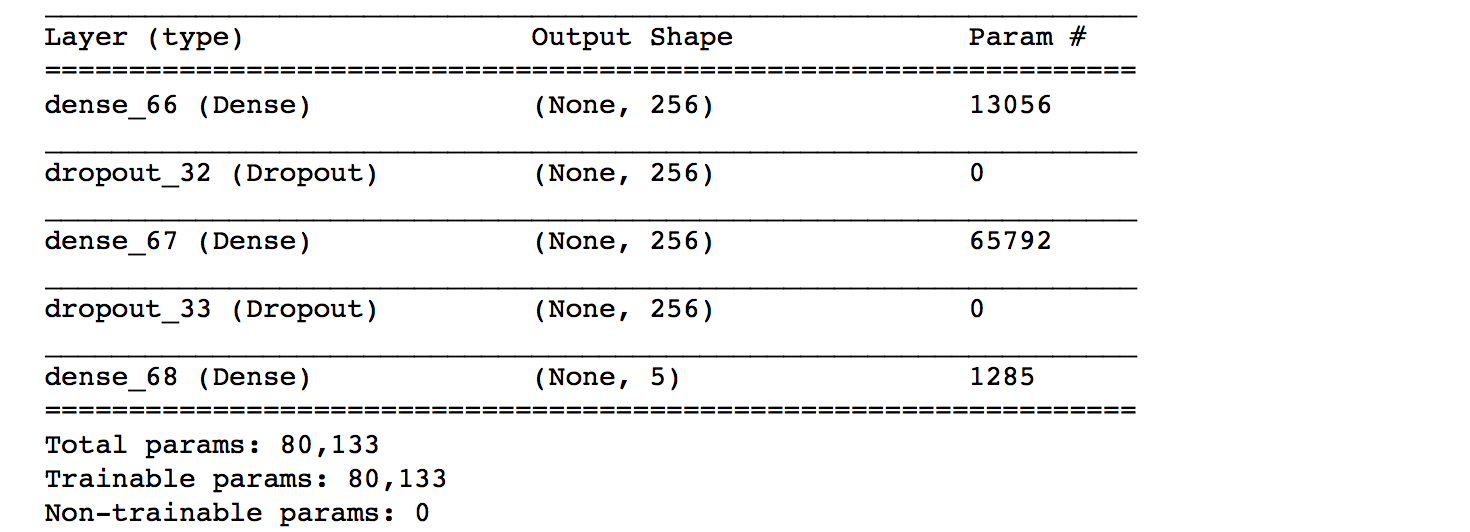 Layer (type) Output Shape Param #
=================================================================
dense_66 (Dense) (None, 256) 13056
dropout_32 (Dropout) (None, 256) 0
dense_67 (Dense) (None, 256) 65792
dropout_33 (Dropout) (None, 256) 0
dense_68 (Dense) (None, 5) 1285
=================================================================
Total params: 80,133
Trainable params: 80,133
Non-trainable params: 0